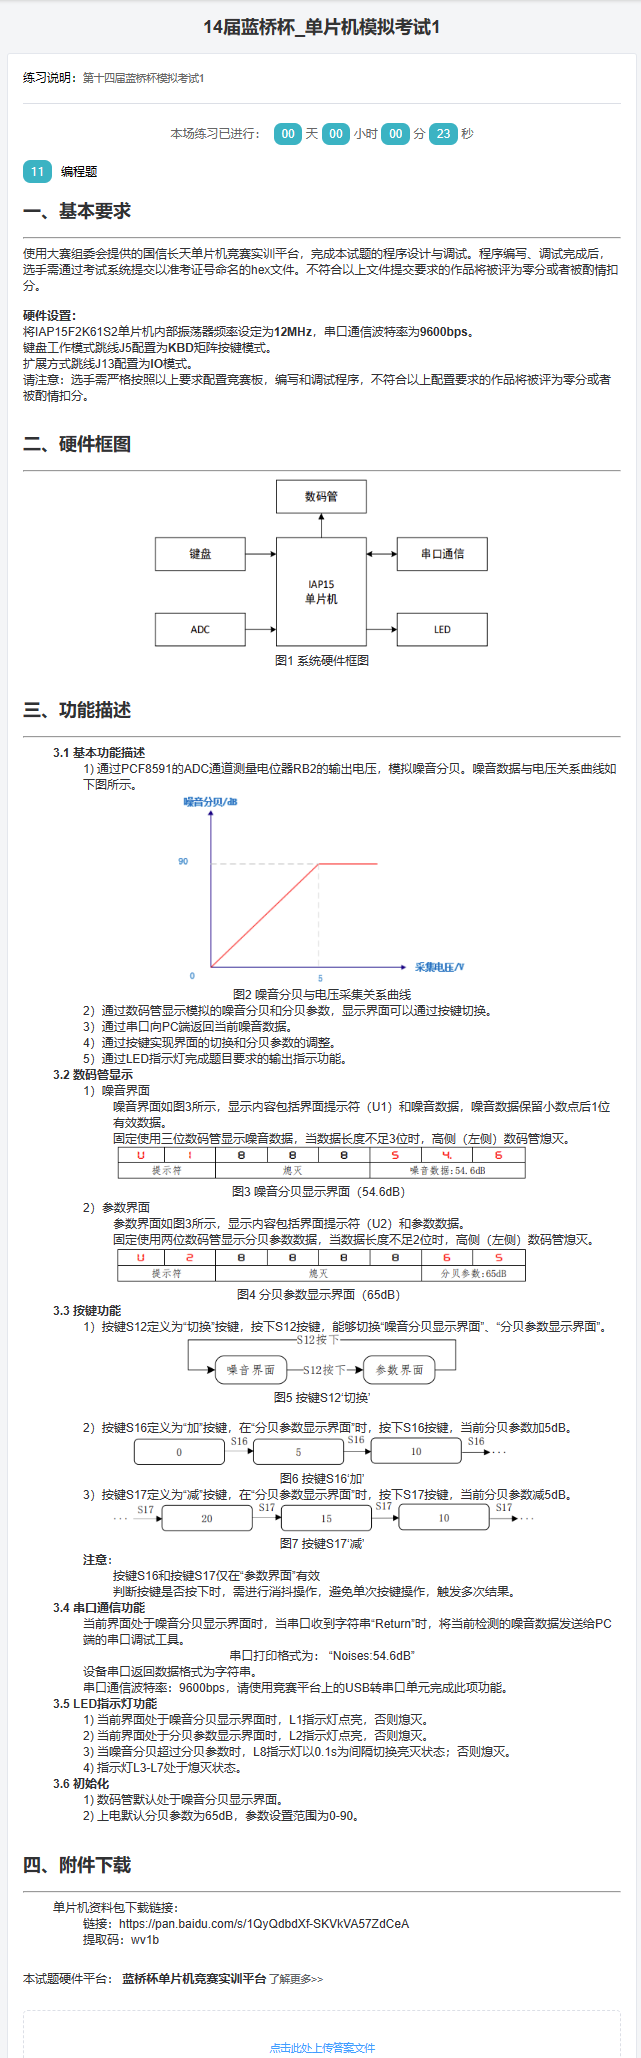 14届蓝桥杯_单片机模拟考试1
练习说明：第十四届蓝桥杯模拟考试1
本场练习已进行： 00 天 00 小时 00 分 23 秒
11 编程题
一、基本要求
使用大赛组委会提供的国信长天单片机竞赛实训平台，完成本试题的程序设计与调试。程序编写、调试完成后，
选手需通过考试系统提交以准考证号命名的hex文件。不符合以上文件提交要求的作品将被评为零分或者被酌情扣
分。
硬件设置：
将IAP15F2K61S2单片机内部振荡器频率设定为12MHz，串口通信波特率为9600bps。
键盘工作模式跳线J5配置为KBD矩阵按键模式。
扩展方式跳线J13配置为IO模式。
请注意：选手需严格按照以上要求配置竞赛板，编写和调试程序，不符合以上配置要求的作品将被评为零分或者
被酌情扣分。
二、硬件框图
数码管
键盘
串口通信
IAP15
单片机
ADC
LED
图1 系统硬件框图
三、功能描述
3.1 基本功能描述
1) 通过PCF8591的ADC通道测量电位器RB2的输出电压，模拟噪音分贝。噪音数据与电压关系曲线如
下图所示。
噪音分贝/dB
90
采集电压/V
0
5
图2 噪音分贝与电压采集关系曲线
2）通过数码管显示模拟的噪音分贝和分贝参数，显示界面可以通过按键切换。
3）通过串口向PC端返回当前噪音数据。
4）通过按键实现界面的切换和分贝参数的调整。
5）通过LED指示灯完成题目要求的输出指示功能。
3.2 数码管显示
1）噪音界面
噪音界面如图3所示，显示内容包括界面提示符（U1）和噪音数据，噪音数据保留小数点后1位
有效数据。
固定使用三位数码管显示噪音数据，当数据长度不足3位时，高侧（左侧）数码管熄灭。
U 1 8 8 8 5 4. 6
提示符 熄灭 噪音数据:54.6dB
图3 噪音分贝显示界面（54.6dB）
2）参数界面
参数界面如图3所示，显示内容包括界面提示符（U2）和参数数据。
固定使用两位数码管显示分贝参数数据，当数据长度不足2位时，高侧（左侧）数码管熄灭。
U 2 8 8 8 8 6 5
提示符 熄灭 分贝参数:65dB
图4 分贝参数显示界面（65dB）
3.3 按键功能
1）按键S12定义为“切换”按键，按下S12按键，能够切换“噪音分贝显示界面”、“分贝参数显示界面”。
S12按下
噪音界面 S12按下 参数界面
图5 按键S12‘切换’
2）按键S16定义为“加”按键，在“分贝参数显示界面”时，按下S16按键，当前分贝参数加5dB。
0 S16 5 S16 10 S16 ···
图6 按键S16‘加’
3）按键S17定义为“减”按键，在“分贝参数显示界面”时，按下S17按键，当前分贝参数减5dB。
··· S17 20 S17 15 S17 10 S17 ···
图7 按键S17‘减’
注意：
按键S16和按键S17仅在“参数界面”有效
判断按键是否按下时，需进行消抖操作，避免单次按键操作，触发多次结果。
3.4 串口通信功能
当前界面处于噪音分贝显示界面时，当串口收到字符串“Return”时，将当前检测的噪音数据发送给PC
端的串口调试工具。
串口打印格式为： “Noises:54.6dB”
设备串口返回数据格式为字符串。
串口通信波特率：9600bps，请使用竞赛平台上的USB转串口单元完成此项功能。
3.5 LED指示灯功能
1) 当前界面处于噪音分贝显示界面时，L1指示灯点亮，否则熄灭。
2) 当前界面处于分贝参数显示界面时，L2指示灯点亮，否则熄灭。
3) 当噪音分贝超过分贝参数时，L8指示灯以0.1s为间隔切换亮灭状态；否则熄灭。
4) 指示灯L3-L7处于熄灭状态。
3.6 初始化
1) 数码管默认处于噪音分贝显示界面。
2) 上电默认分贝参数为65dB，参数设置范围为0-90。
四、附件下载
单片机资料包下载链接：
链接：https://pan.baidu.com/s/1QyQdbdXf-SKVkVA57ZdCeA
提取码：wv1b
本试题硬件平台： 蓝桥杯单片机竞赛实训平台 了解更多>>
点击此处上传答案文件